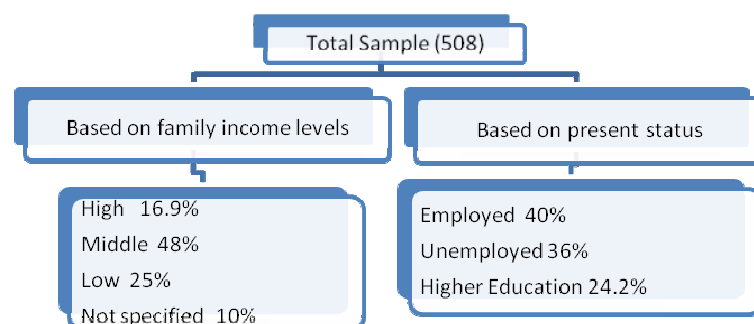 Total Sample (508)
Based on family income levels
Based on present status
High 16.9%
Middle 48%
Low 25%
Not specified 10%
Employed 40%
Unemployed 36%
Higher Education 24.2%